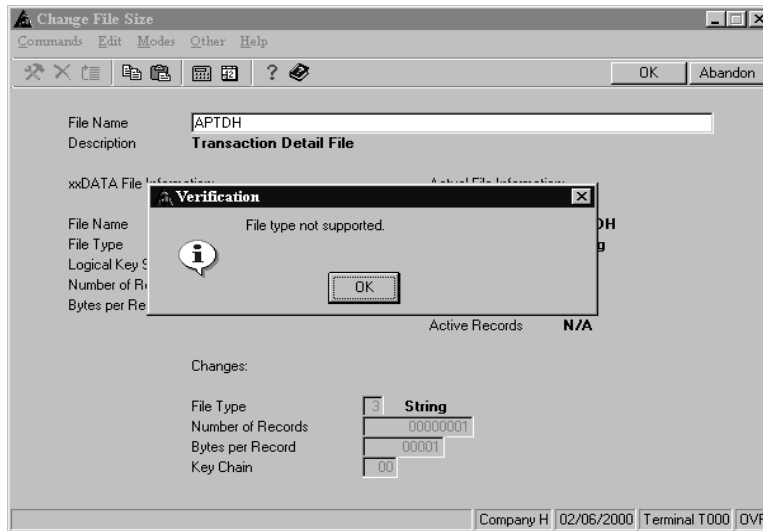 Change File Size
Commands Edit Modes Other Help
OK Abandon
File Name APTDH
Description Transaction Detail File
xxDATA File Information: Actual File Information:
Verification
File type not supported.
OK
File Name DH
File Type g
Logical Key S
Number of Re
Bytes per Re
Active Records N/A
Changes:
File Type 3 String
Number of Records 00000001
Bytes per Record 00001
Key Chain 00
Company H 02/06/2000 Terminal T000 OVR